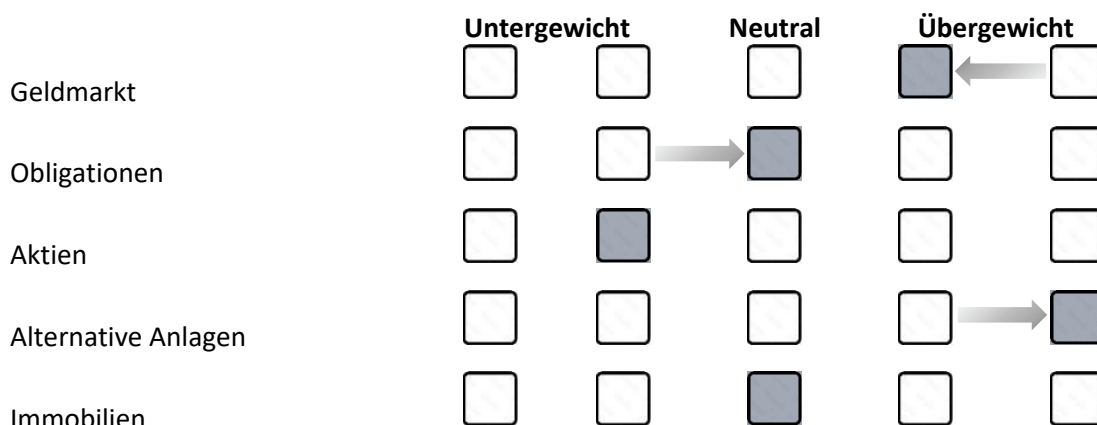 Untergewicht Neutral Übergewicht
Geldmarkt
Obligationen
Aktien
Alternative Anlagen
Immobilien